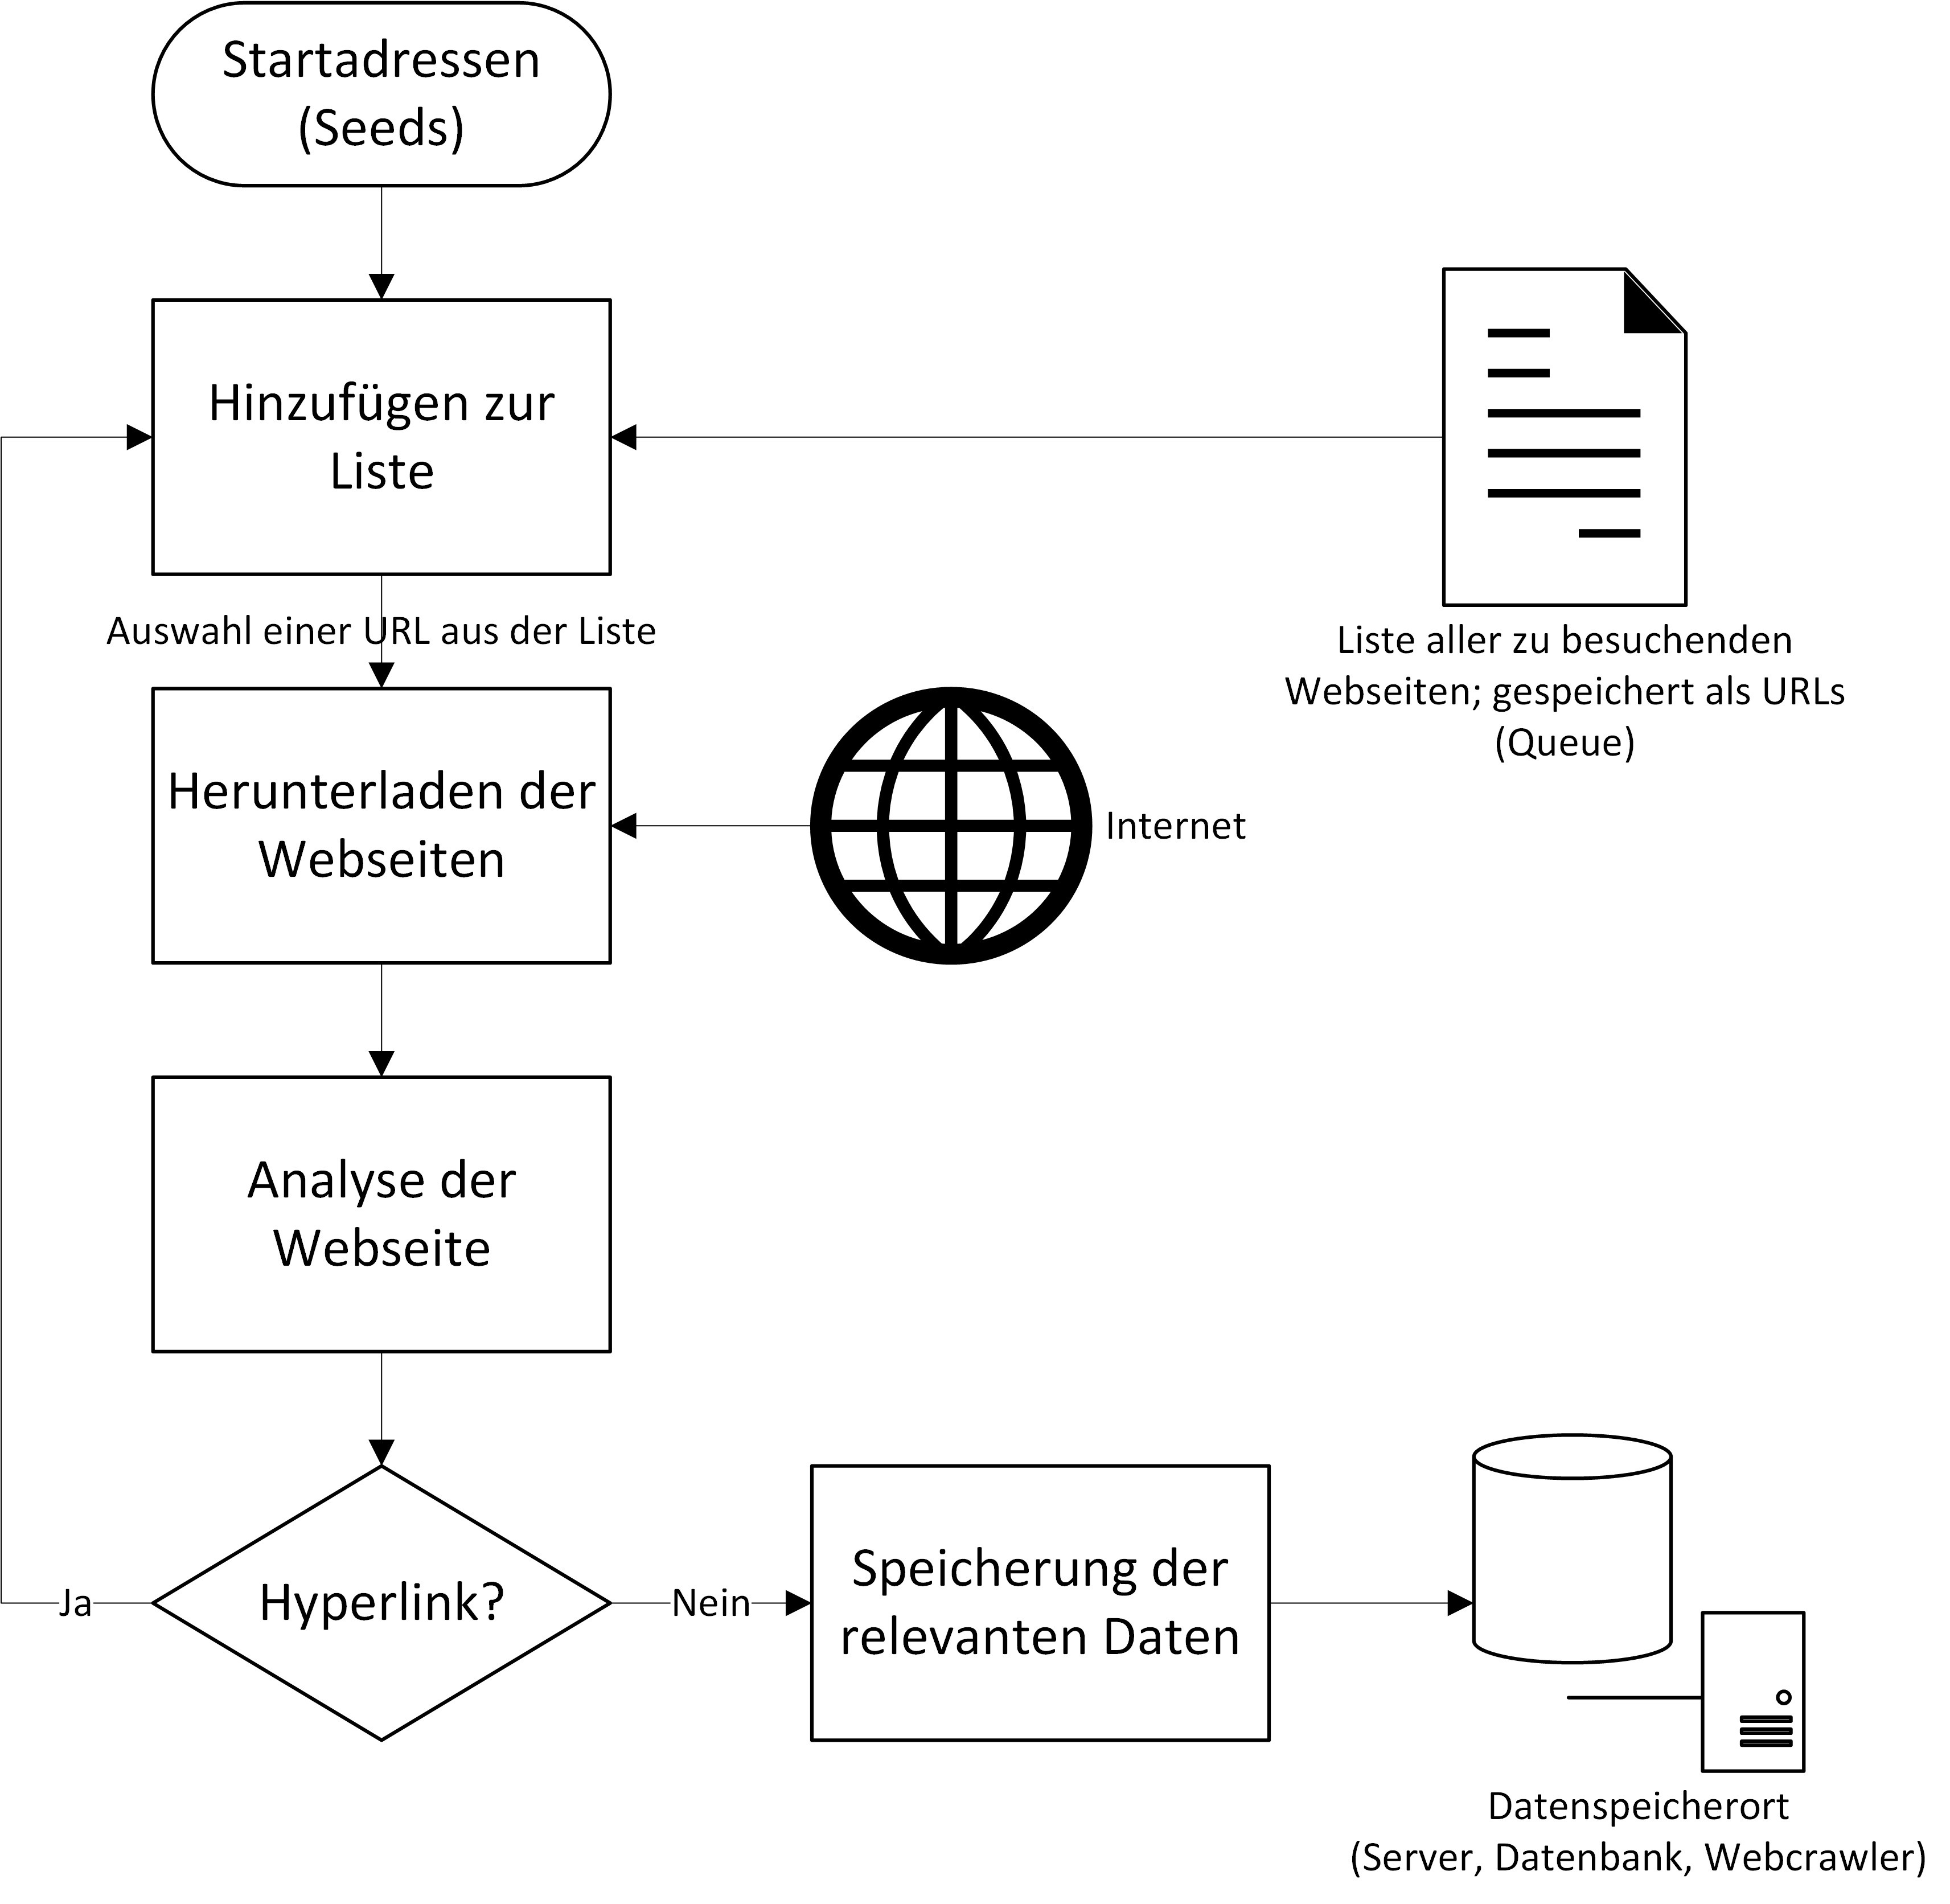 Startadressen
(Seeds)
Hinzufügen zur
Liste
Auswahl einer URL aus der Liste
Liste aller zu besuchenden
Webseiten; gespeichert als URLs
(Queue)
Herunterladen der
Webseiten
Internet
Analyse der
Webseite
Hyperlink?
Ja
Nein
Speicherung der
relevanten Daten
Datenspeicherort
(Server, Datenbank, Webcrawler)